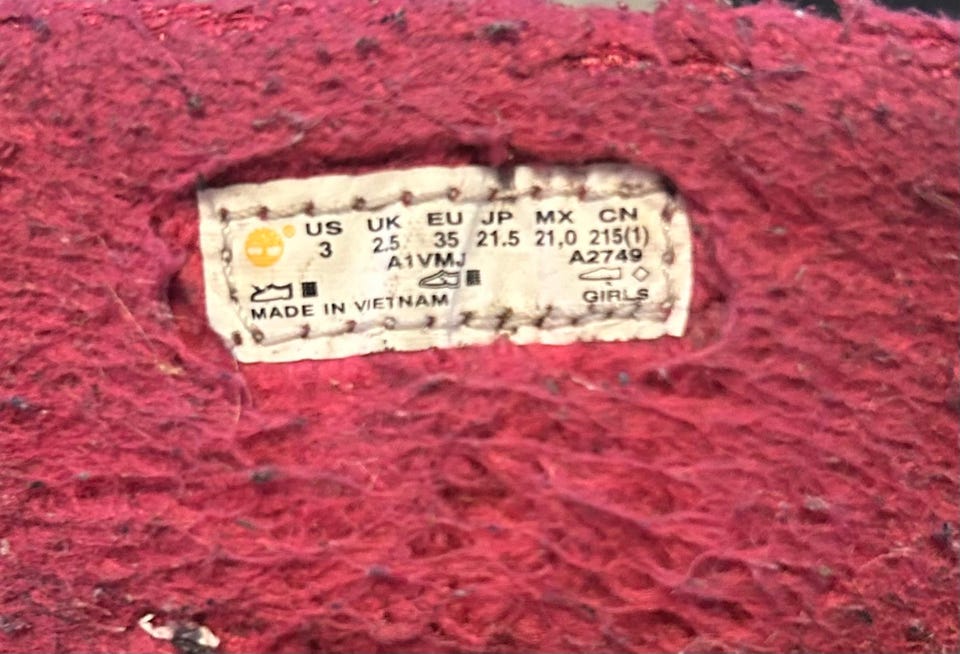 US UK EU JP MX CN
3 2.5 35 21.5 21,0 215(1)
A1VMJ A2749
MADE IN VIETNAM GIRLS